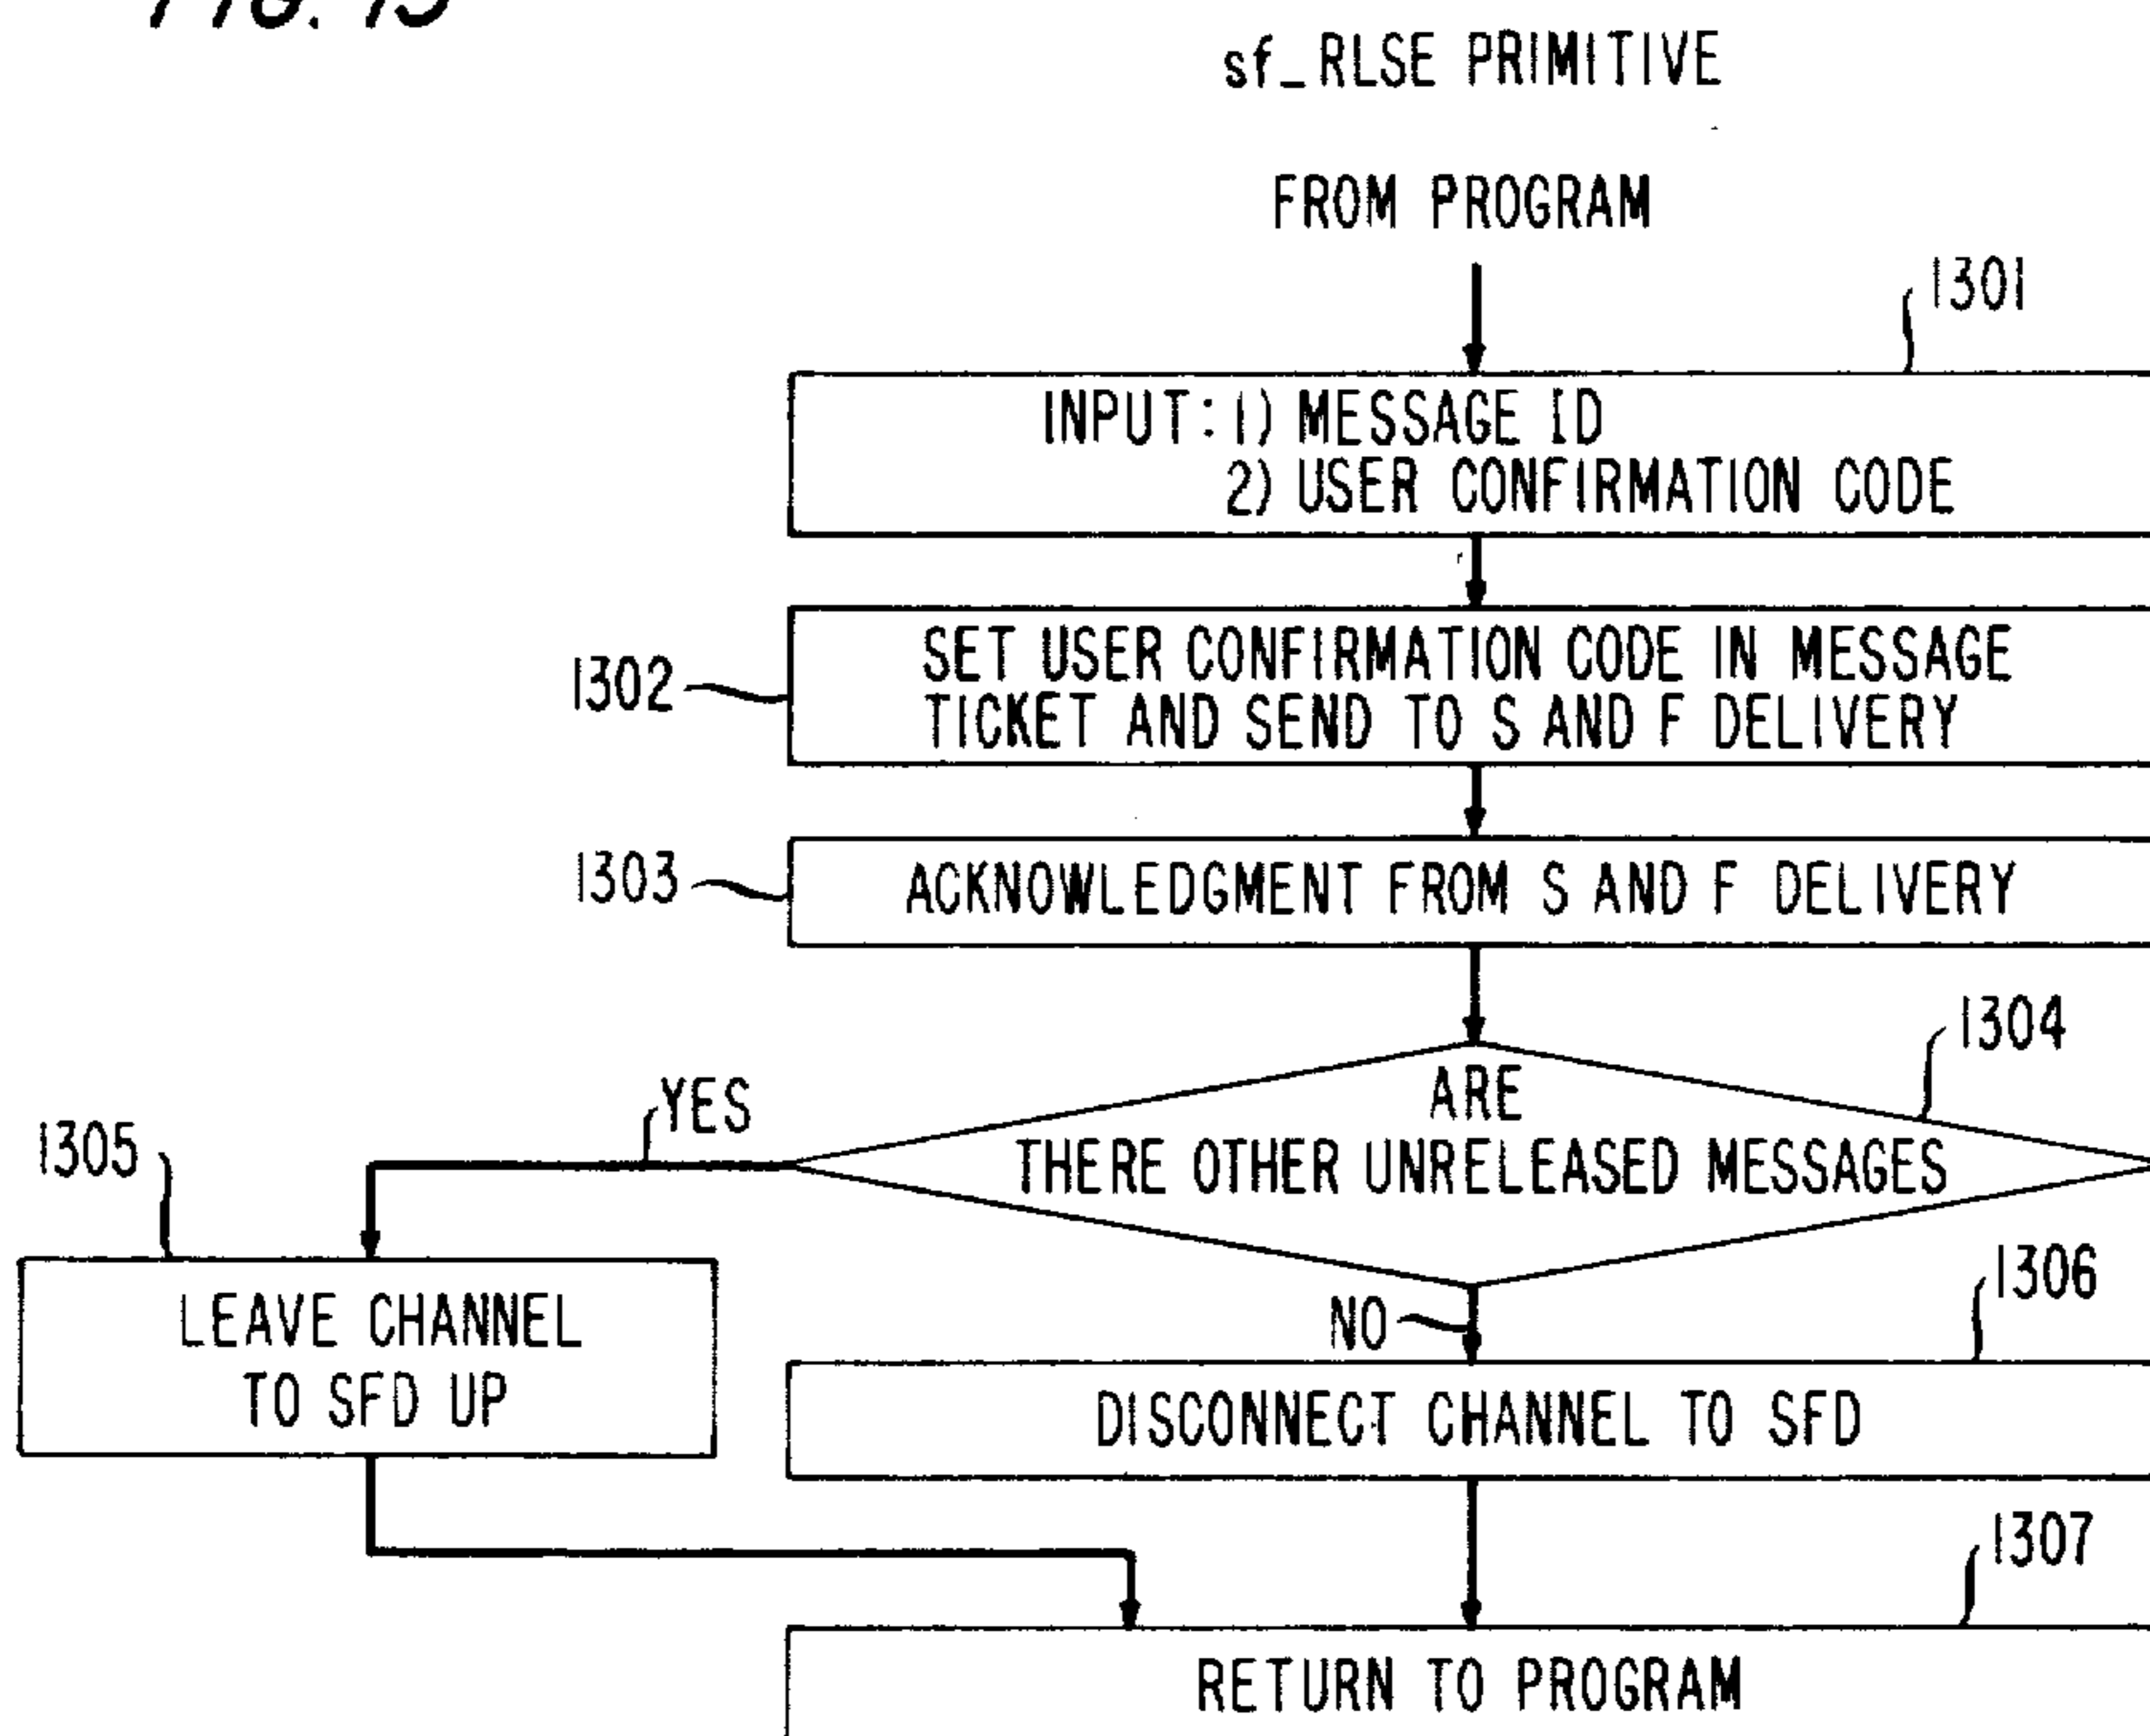 FIG. 13
sf_RLSE PRIMITIVE
FROM PROGRAM
1301
INPUT: 1) MESSAGE ID
2) USER CONFIRMATION CODE
1302
SET USER CONFIRMATION CODE IN MESSAGE
TICKET AND SEND TO S AND F DELIVERY
1303
ACKNOWLEDGMENT FROM S AND F DELIVERY
1304
ARE
THERE OTHER UNRELEASED MESSAGES
YES
1305
LEAVE CHANNEL
TO SFD UP
NO
1306
DISCONNECT CHANNEL TO SFD
1307
RETURN TO PROGRAM